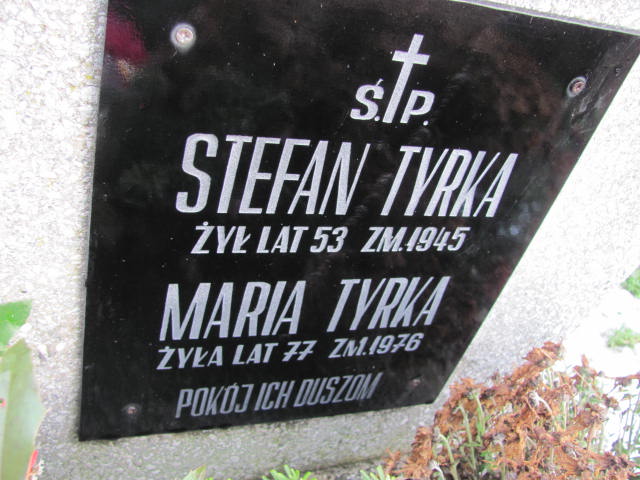 Ś.P.
STEFAN TYRKA
ŻYŁ LAT 53 ZM.1945
MARIA TYRKA
ŻYŁA LAT 77 ZM.1976
POKÓJ ICH DUSZOM